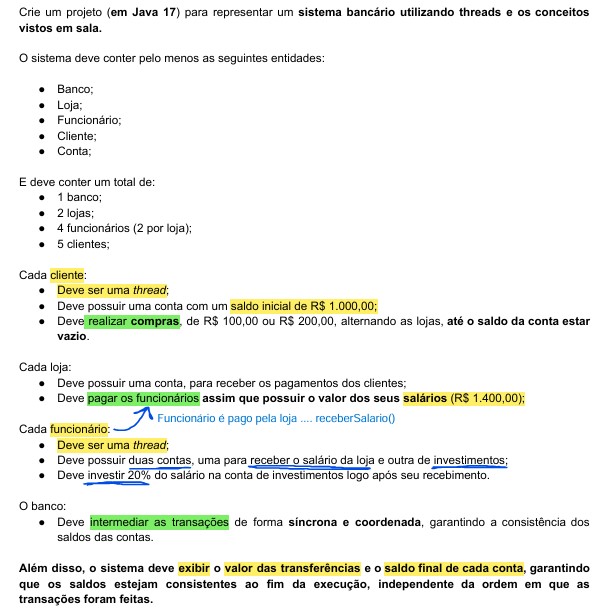 Crie um projeto (em Java 17) para representar um sistema bancário utilizando threads e os conceitos
vistos em sala.
O sistema deve conter pelo menos as seguintes entidades:
● Banco;
● Loja;
● Funcionário;
● Cliente;
● Conta;
E deve conter um total de:
● 1 banco;
● 2 lojas;
● 4 funcionários (2 por loja);
● 5 clientes;
Cada cliente:
● Deve ser uma thread;
● Deve possuir uma conta com um saldo inicial de R$ 1.000,00;
● Deve realizar compras, de R$ 100,00 ou R$ 200,00, alternando as lojas, até o saldo da conta estar
vazio.
Cada loja:
● Deve possuir uma conta, para receber os pagamentos dos clientes;
● Deve pagar os funcionários assim que possuir o valor dos seus salários (R$ 1.400,00);
Funcionário é pago pela loja .... receberSalario()
Cada funcionário:
● Deve ser uma thread;
● Deve possuir duas contas, uma para receber o salário da loja e outra de investimentos;
● Deve investir 20% do salário na conta de investimentos logo após seu recebimento.
O banco:
● Deve intermediar as transações de forma síncrona e coordenada, garantindo a consistência dos
saldos das contas.
Além disso, o sistema deve exibir o valor das transferências e o saldo final de cada conta, garantindo
que os saldos estejam consistentes ao fim da execução, independente da ordem em que as
transações foram feitas.